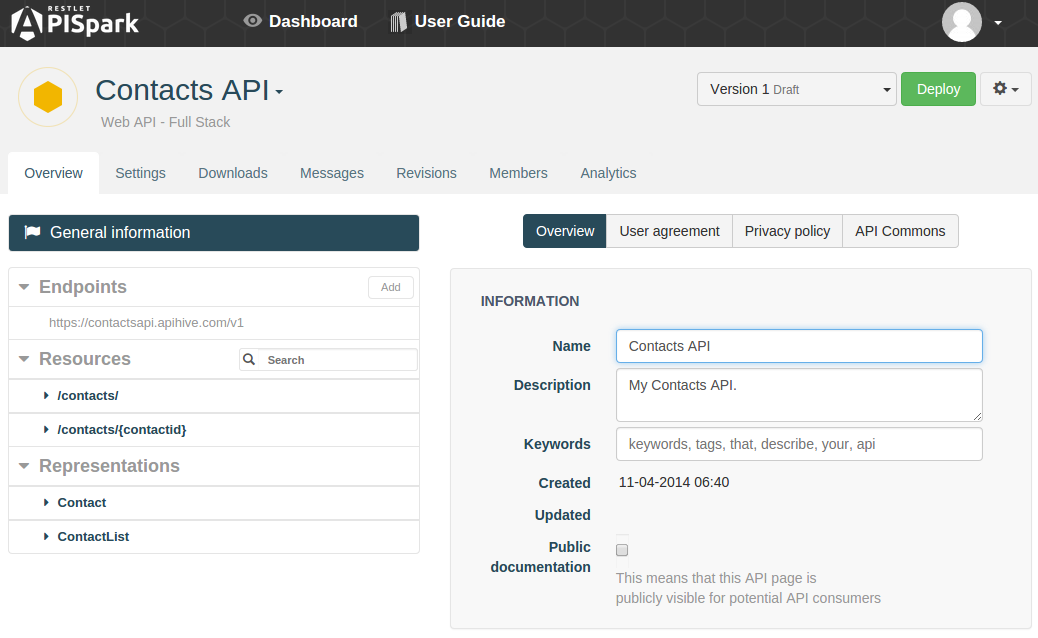 RESTLET
APISpark
Dashboard
User Guide
Contacts API
Web API - Full Stack
Version 1 Draft
Deploy
Overview
Settings
Downloads
Messages
Revisions
Members
Analytics
General information
Endpoints
Add
https://contactsapi.apihive.com/v1
Resources
Search
/contacts/
/contacts/{contactid}
Representations
Contact
ContactList
Overview
User agreement
Privacy policy
API Commons
INFORMATION
Name
Contacts API
Description
My Contacts API.
Keywords
keywords, tags, that, describe, your, api
Created
11-04-2014 06:40
Updated
Public
documentation
This means that this API page is
publicly visible for potential API consumers